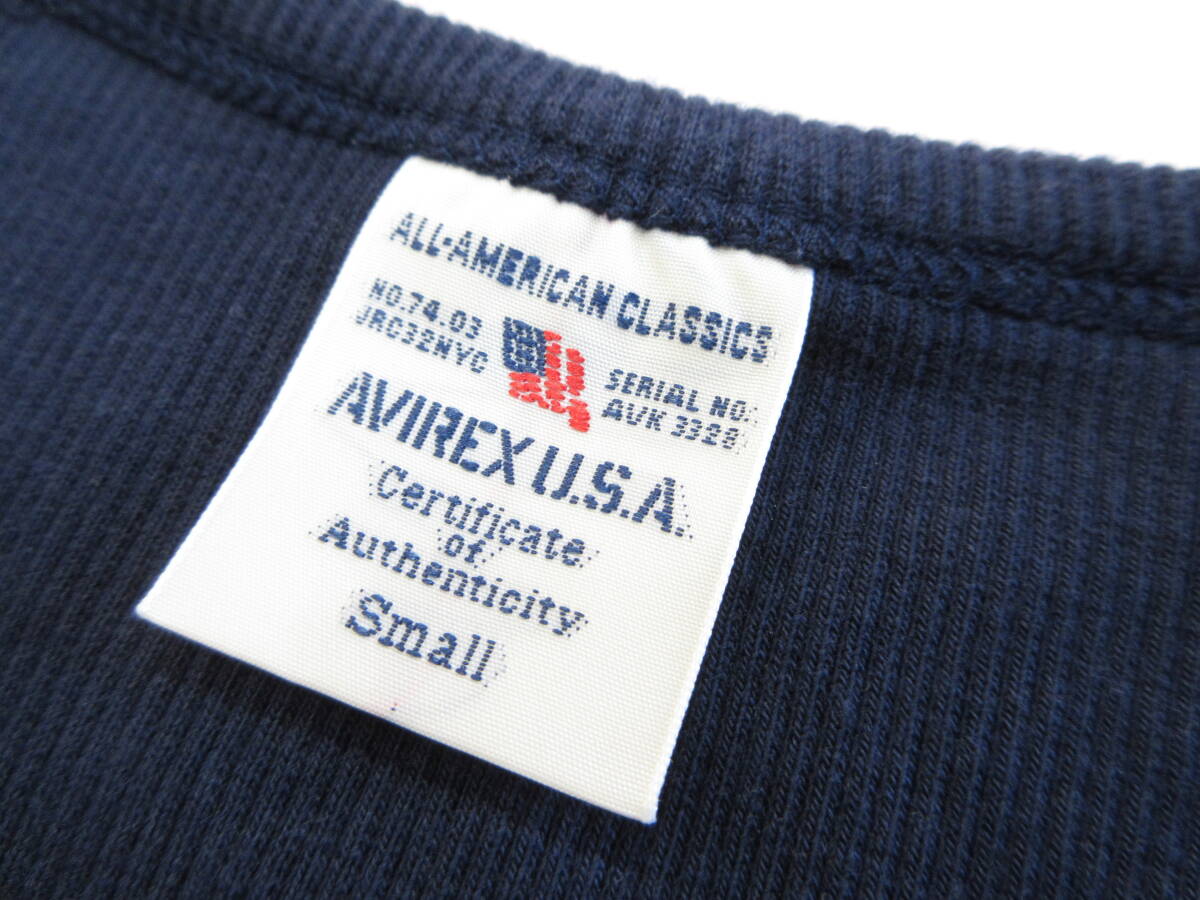 ALL-AMERICAN CLASSICS
NO.74.03
JRC32NYC
SERIAL NO.
AVK 3328
AVIREX U.S.A.
Certificate
of
Authenticity
Small